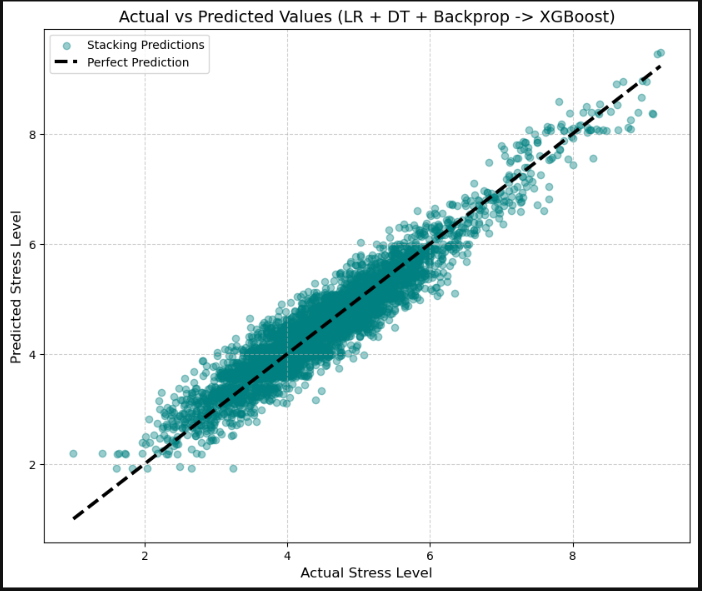 Actual vs Predicted Values (LR + DT + Backprop -> XGBoost)
Stacking Predictions
Perfect Prediction
Predicted Stress Level
8
6
4
2
2 4 6 8
Actual Stress Level